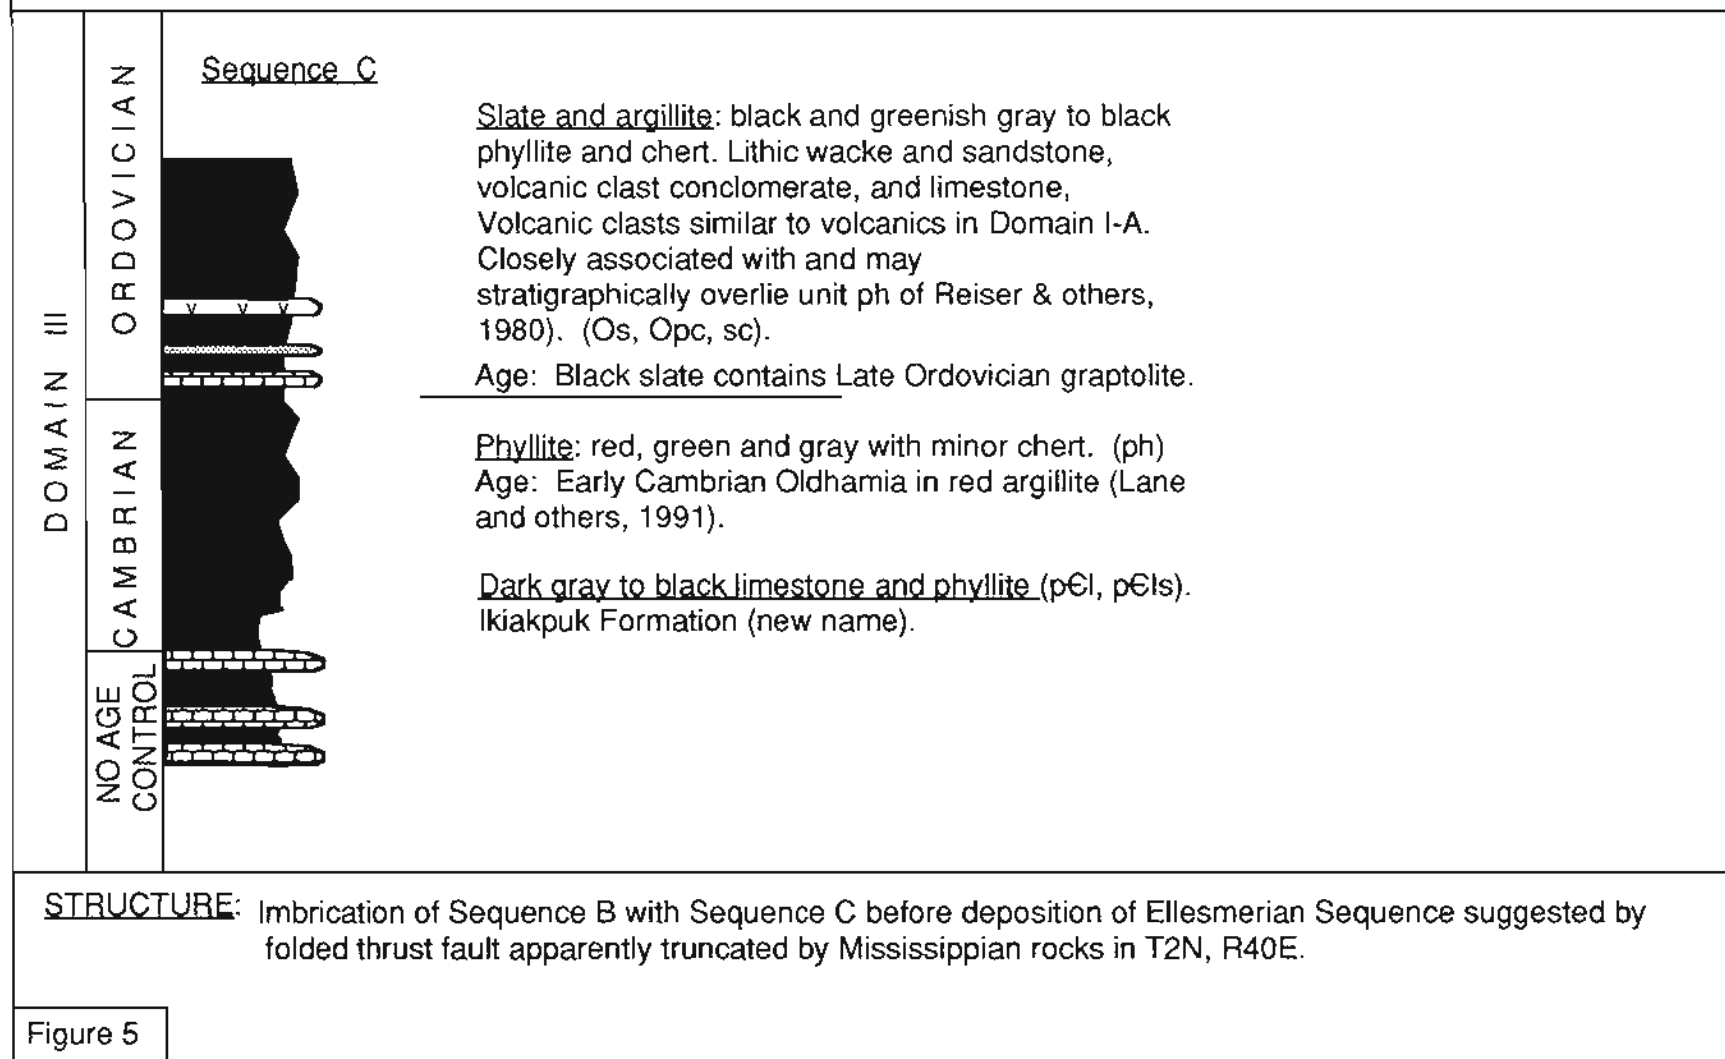 DOMAIN III
ORDOVICIAN
CAMBRIAN
NO AGE
CONTROL
Sequence C
Slate and argillite: black and greenish gray to black
phyllite and chert. Lithic wacke and sandstone,
volcanic clast conclomerate, and limestone,
Volcanic clasts similar to volcanics in Domain I-A.
Closely associated with and may
stratigraphically overlie unit ph of Reiser & others,
1980). (Os, Opc, sc).
Age: Black slate contains Late Ordovician graptolite.
Phyllite: red, green and gray with minor chert. (ph)
Age: Early Cambrian Oldhamia in red argillite (Lane
and others, 1991).
Dark gray to black limestone and phyllite (p€l, p€ls).
Ikiakpuk Formation (new name).
v v v
STRUCTURE: Imbrication of Sequence B with Sequence C before deposition of Ellesmerian Sequence suggested by
folded thrust fault apparently truncated by Mississippian rocks in T2N, R40E.
Figure 5